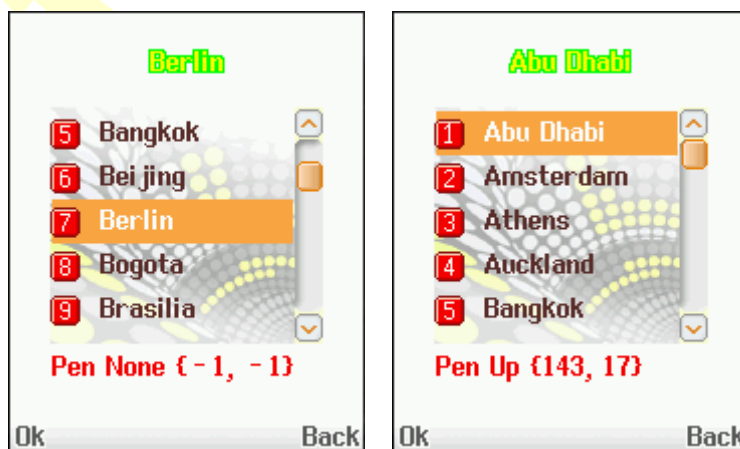 Berlin
5 Bangkok
6 Beijing
7 Berlin
8 Bogota
9 Brasilia
Pen None {-1, -1}
Ok Back
Abu Dhabi
1 Abu Dhabi
2 Amsterdam
3 Athens
4 Auckland
5 Bangkok
Pen Up {143, 17}
Ok Back